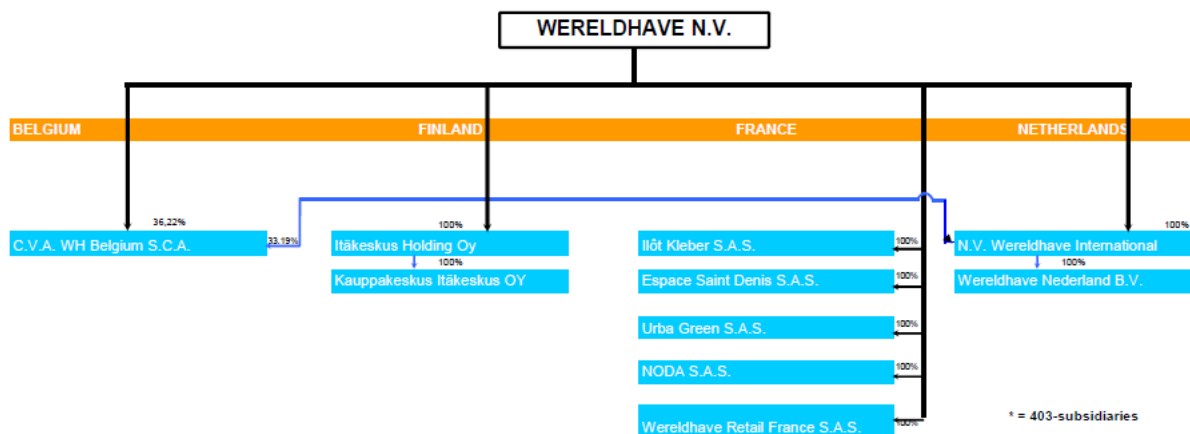 WERELDHAVE N.V.
BELGIUM FINLAND FRANCE NETHERLANDS
36,22% 100% 100%
C.V.A. WH Belgium S.C.A. 33.19% Itäkeskus Holding Oy Ilôt Kleber S.A.S. 100% N.V. Wereldhave International
100% 100%
Kauppakeskus Itäkeskus OY Espace Saint Denis S.A.S. 100% Wereldhave Nederland B.V.
Urba Green S.A.S. 100%
NODA S.A.S. 100%
* = 403-subsidiaries
Wereldhave Retail France S.A.S. 100%